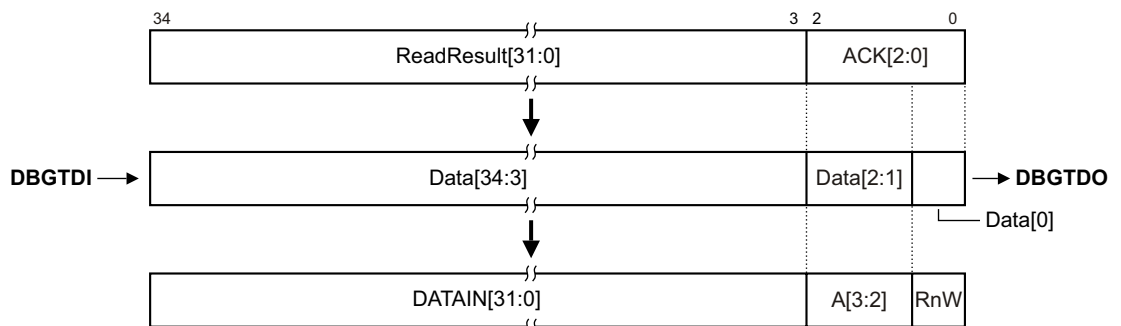 34 3 2 0
ReadResult[31:0] ACK[2:0]
DBGTDI Data[34:3] Data[2:1] DBGTDO
Data[0]
DATAIN[31:0] A[3:2] RnW